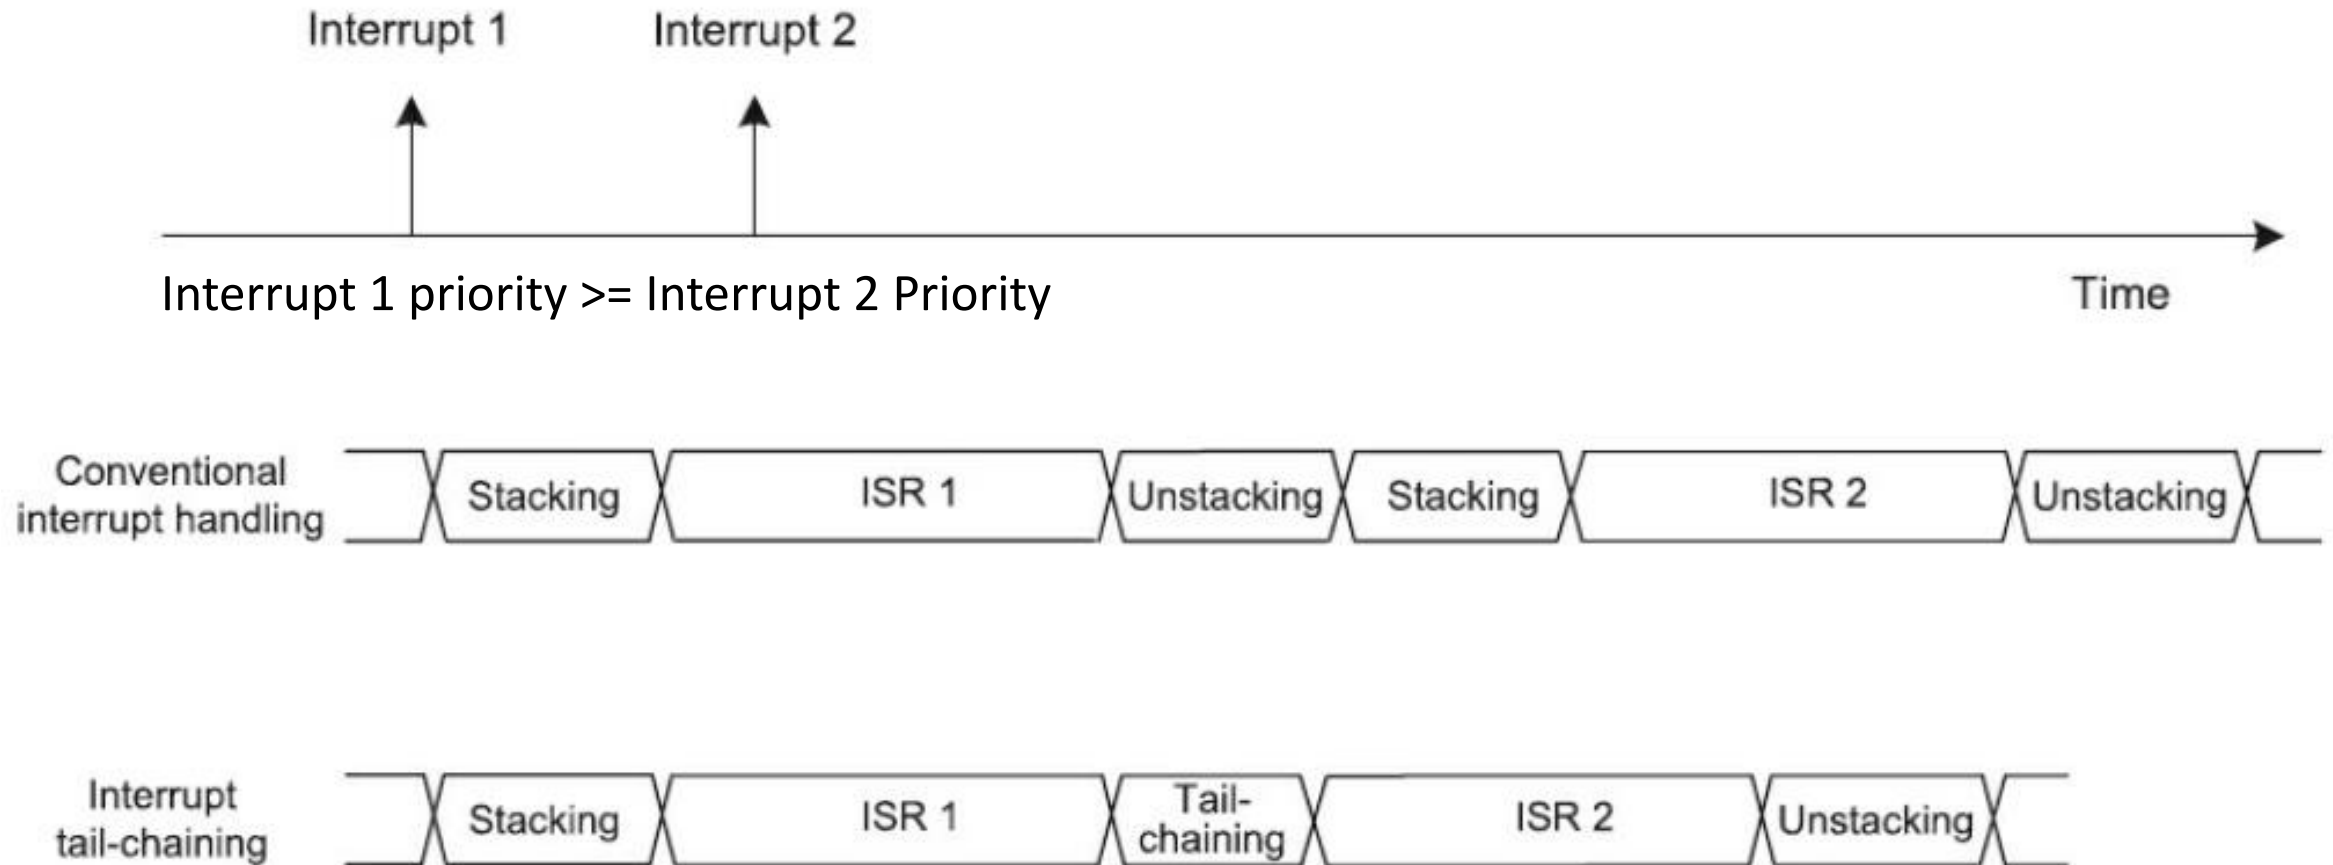 Interrupt 1
Interrupt 2
Interrupt 1 priority >= Interrupt 2 Priority
Time
Conventional
interrupt handling
Stacking
ISR 1
Unstacking
Stacking
ISR 2
Unstacking
Interrupt
tail-chaining
Stacking
ISR 1
Tail-
chaining
ISR 2
Unstacking